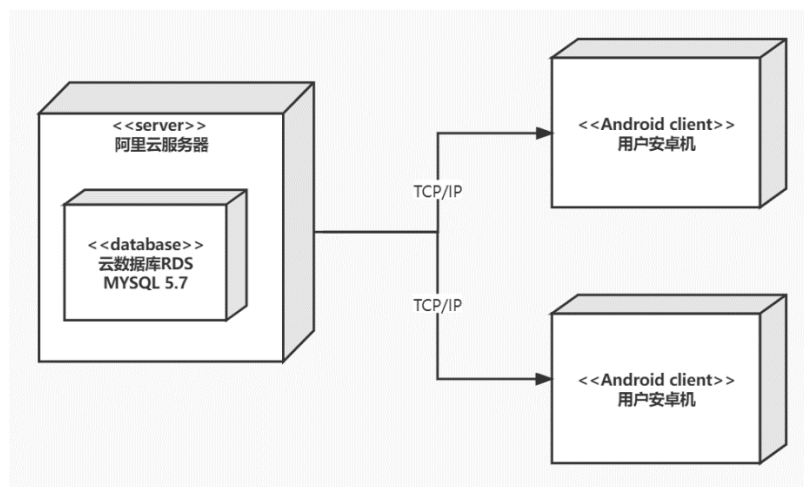 <<server>>
阿里云服务器
<<database>>
云数据库RDS
MYSQL 5.7
TCP/IP
TCP/IP
<<Android client>>
用户安卓机
<<Android client>>
用户安卓机